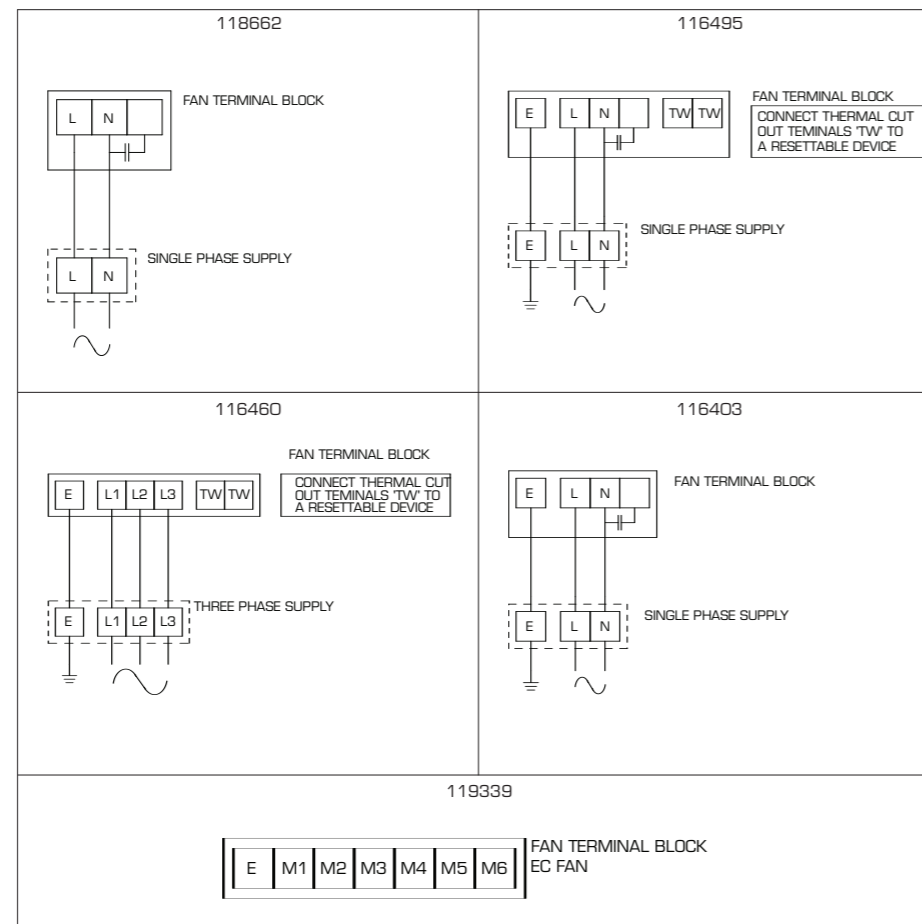 118662
FAN TERMINAL BLOCK
L N
SINGLE PHASE SUPPLY
L N
116495
FAN TERMINAL BLOCK
CONNECT THERMAL CUT
OUT TEMINALS 'TW' TO
A RESETTABLE DEVICE
E L N TW TW
SINGLE PHASE SUPPLY
E L N
116460
FAN TERMINAL BLOCK
CONNECT THERMAL CUT
OUT TEMINALS 'TW' TO
A RESETTABLE DEVICE
E L1 L2 L3 TW TW
THREE PHASE SUPPLY
E L1 L2 L3
116403
FAN TERMINAL BLOCK
E L N
SINGLE PHASE SUPPLY
E L N
119339
FAN TERMINAL BLOCK
EC FAN
E M1 M2 M3 M4 M5 M6